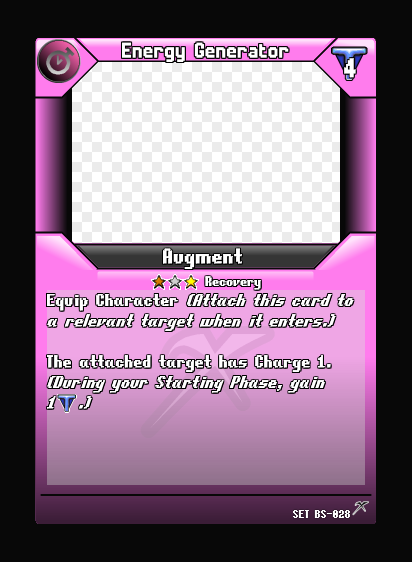 Energy Generator
4
Augment
Recovery
Equip Character (Attach this card to
a relevant target when it enters.)
The attached target has Charge 1.
(During your Starting Phase, gain
1 .)
SET BS-028